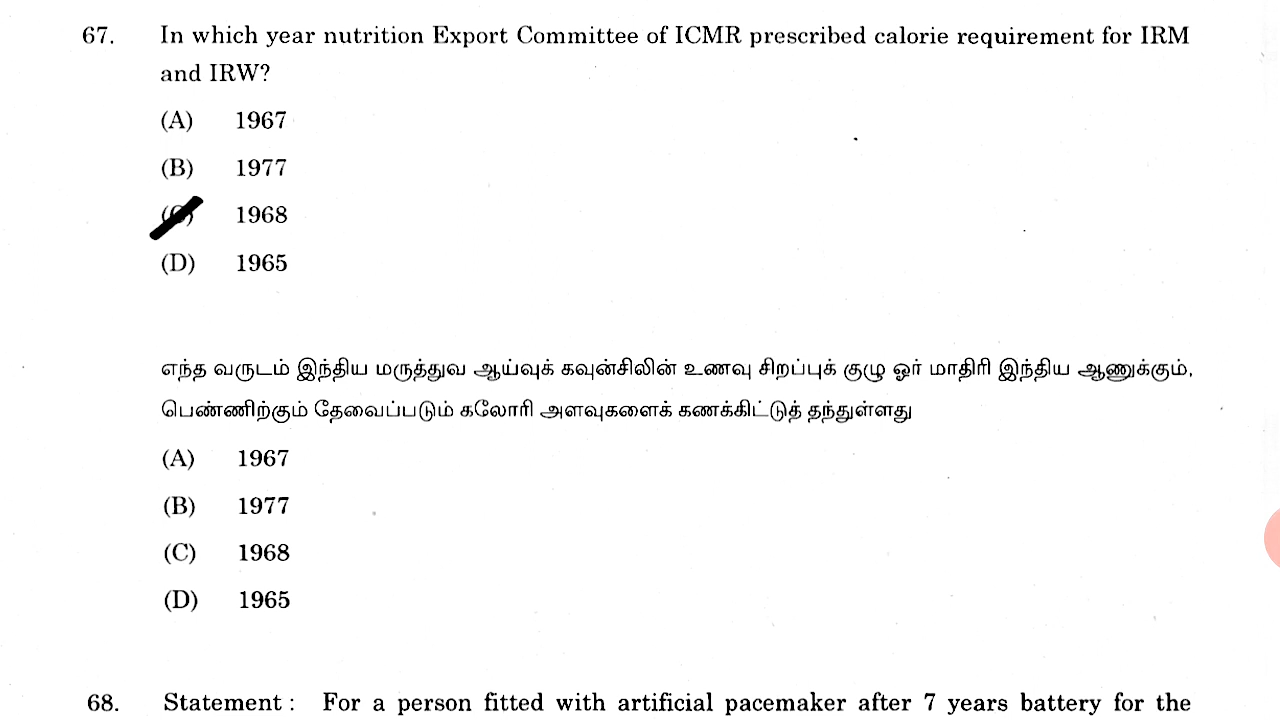 67. In which year nutrition Export Committee of ICMR prescribed calorie requirement for IRM
and IRW?
(A) 1967
(B) 1977
(C) 1968
(D) 1965
எந்த வருடம் இந்திய மருத்துவ ஆய்வுக் கவுன்சிலின் உணவு சிறப்புக் குழு ஓர் மாதிரி இந்திய ஆணுக்கும்,
பெண்ணிற்கும் தேவைப்படும் கலோரி அளவுகளைக் கணக்கிட்டுத் தந்துள்ளது
(A) 1967
(B) 1977
(C) 1968
(D) 1965
68. Statement : For a person fitted with artificial pacemaker after 7 years battery for the